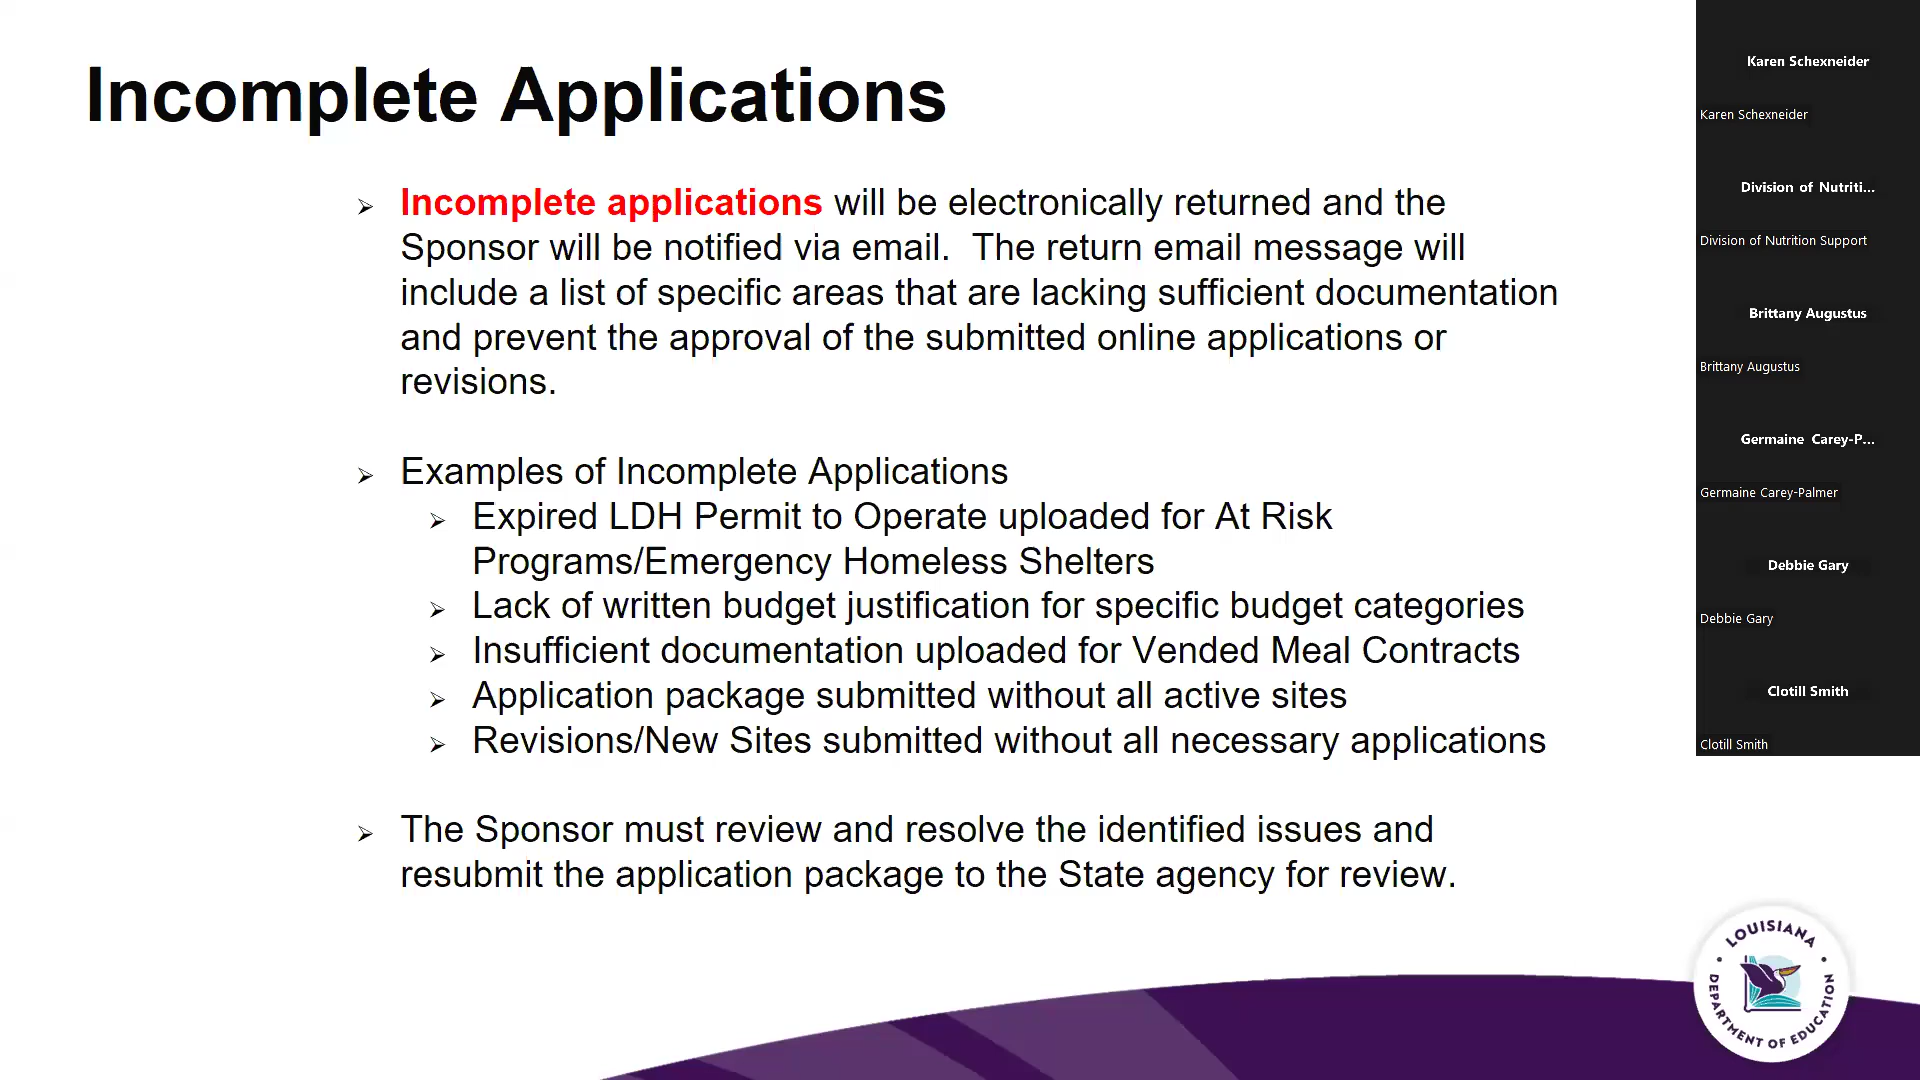 Incomplete Applications
➢ Incomplete applications will be electronically returned and the
Sponsor will be notified via email.  The return email message will
include a list of specific areas that are lacking sufficient documentation
and prevent the approval of the submitted online applications or
revisions.
➢ Examples of Incomplete Applications
➢ Expired LDH Permit to Operate uploaded for At Risk
Programs/Emergency Homeless Shelters
➢ Lack of written budget justification for specific budget categories
➢ Insufficient documentation uploaded for Vended Meal Contracts
➢ Application package submitted without all active sites
➢ Revisions/New Sites submitted without all necessary applications
➢ The Sponsor must review and resolve the identified issues and
resubmit the application package to the State agency for review.
Karen Schexneider
Karen Schexneider
Division of Nutriti...
Division of Nutrition Support
Brittany Augustus
Brittany Augustus
Germaine Carey-P...
Germaine Carey-Palmer
Debbie Gary
Debbie Gary
Clotill Smith
Clotill Smith
LOUISIANA
DEPARTMENT OF EDUCATION